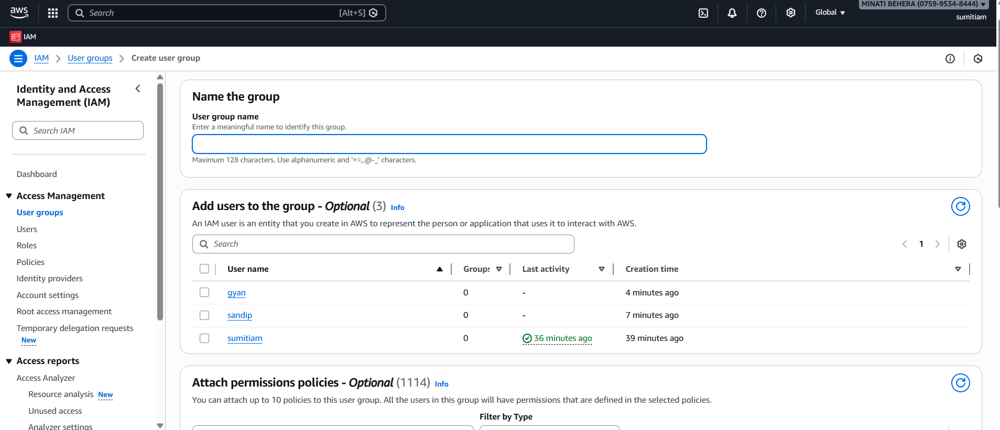 aws
Search [Alt+S]
Global
MINATI BEHERA (0759-9534-8444)
sumitiam
IAM
IAM User groups Create user group
Identity and Access
Management (IAM)
Search IAM
Dashboard
Access Management
User groups
Users
Roles
Policies
Identity providers
Account settings
Root access management
Temporary delegation requests
New
Access reports
Access Analyzer
Resource analysis New
Unused access
Analyzer settings
Name the group
User group name
Enter a meaningful name to identify this group.
Maximum 128 characters. Use alphanumeric and '+=,.@-_' characters.
Add users to the group - Optional (3) Info
An IAM user is an entity that you create in AWS to represent the person or application that uses it to interact with AWS.
Search
1
User name Groups Last activity Creation time
gyan 0 - 4 minutes ago
sandip 0 - 7 minutes ago
sumitiam 0 36 minutes ago 39 minutes ago
Attach permissions policies - Optional (1114) Info
You can attach up to 10 policies to this user group. All the users in this group will have permissions that are defined in the selected policies.
Filter by Type